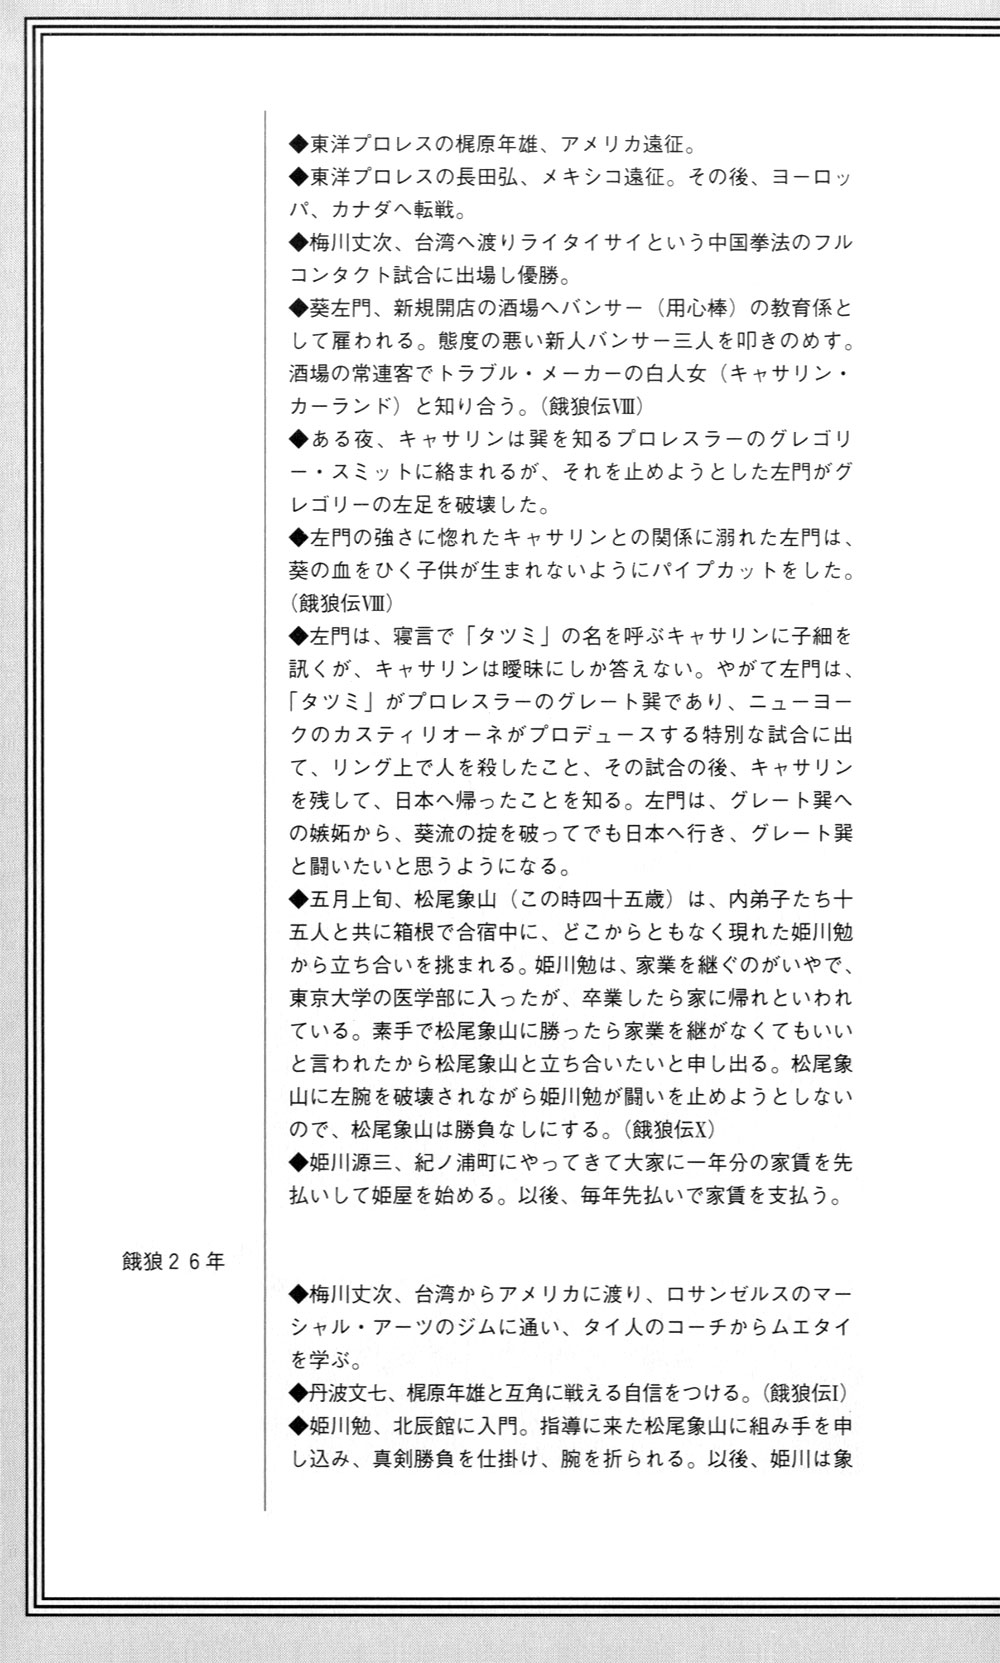 ◆東洋プロレスの梶原年雄、アメリカ遠征。
◆東洋プロレスの長田弘、メキシコ遠征。その後、ヨーロッ
パ、カナダへ転戦。
◆梅川丈次、台湾へ渡りライタイサイという中国拳法のフル
コンタクト試合に出場し優勝。
◆葵左門、新規開店の酒場へバンサー（用心棒）の教育係と
して雇われる。態度の悪い新人バンサー三人を叩きのめす。
酒場の常連客でトラブル・メーカーの白人女（キャサリン・
カーランド）と知り合う。（餓狼伝Ⅷ）
◆ある夜、キャサリンは巽を知るプロレスラーのグレゴリ
ー・スミットに絡まれるが、それを止めようとした左門がグ
レゴリーの左足を破壊した。
◆左門の強さに惚れたキャサリンとの関係に溺れた左門は、
葵の血をひく子供が生まれないようにパイプカットをした。
（餓狼伝Ⅷ）
◆左門は、寝言で「タツミ」の名を呼ぶキャサリンに子細を
訊くが、キャサリンは曖昧にしか答えない。やがて左門は、
「タツミ」がプロレスラーのグレート巽であり、ニューヨー
クのカスティリオーネがプロデュースする特別な試合に出
て、リング上で人を殺したこと、その試合の後、キャサリン
を残して、日本へ帰ったことを知る。左門は、グレート巽へ
の嫉妬から、葵流の掟を破ってでも日本へ行き、グレート巽
と闘いたいと思うようになる。
◆五月上旬、松尾象山（この時四十五歳）は、内弟子たち十
五人と共に箱根で合宿中に、どこからともなく現れた姫川勉
から立ち合いを挑まれる。姫川勉は、家業を継ぐのがいやで、
東京大学の医学部に入ったが、卒業したら家に帰れといわれ
ている。素手で松尾象山に勝ったら家業を継がなくてもいい
と言われたから松尾象山と立ち合いたいと申し出る。松尾象
山に左腕を破壊されながら姫川勉が闘いを止めようとしない
ので、松尾象山は勝負なしにする。（餓狼伝Ⅹ）
◆姫川源三、紀ノ浦町にやってきて大家に一年分の家賃を先
払いして姫屋を始める。以後、毎年先払いで家賃を支払う。
餓狼２６年
◆梅川丈次、台湾からアメリカに渡り、ロサンゼルスのマー
シャル・アーツのジムに通い、タイ人のコーチからムエタイ
を学ぶ。
◆丹波文七、梶原年雄と互角に戦える自信をつける。（餓狼伝Ⅰ）
◆姫川勉、北辰館に入門。指導に来た松尾象山に組み手を申
し込み、真剣勝負を仕掛け、腕を折られる。以後、姫川は象